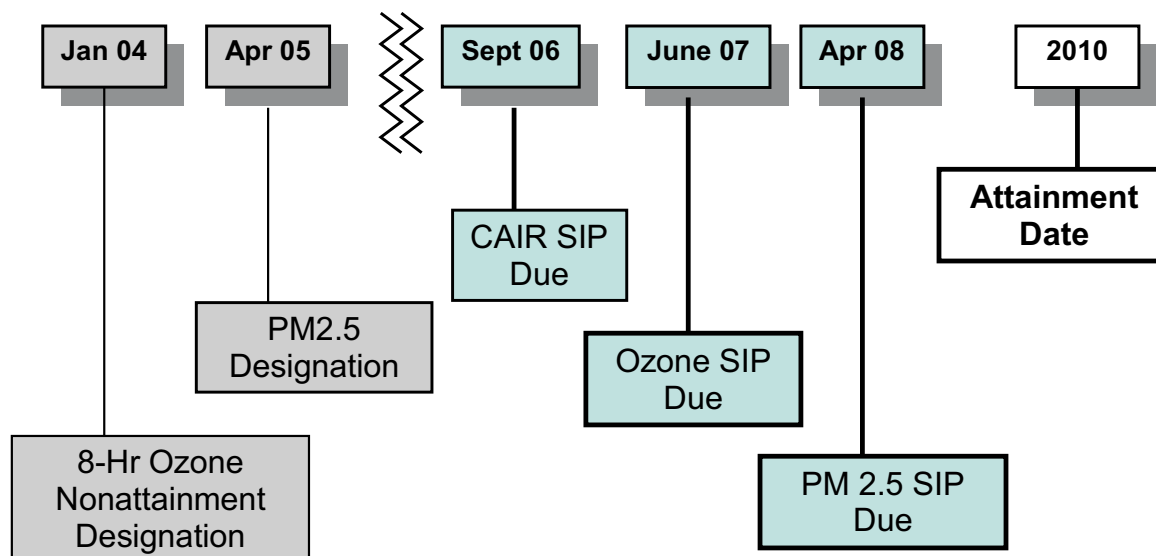 Jan 04
Apr 05
Sept 06
June 07
Apr 08
2010
Attainment
Date
CAIR SIP
Due
PM2.5
Designation
Ozone SIP
Due
8-Hr Ozone
Nonattainment
Designation
PM 2.5 SIP
Due